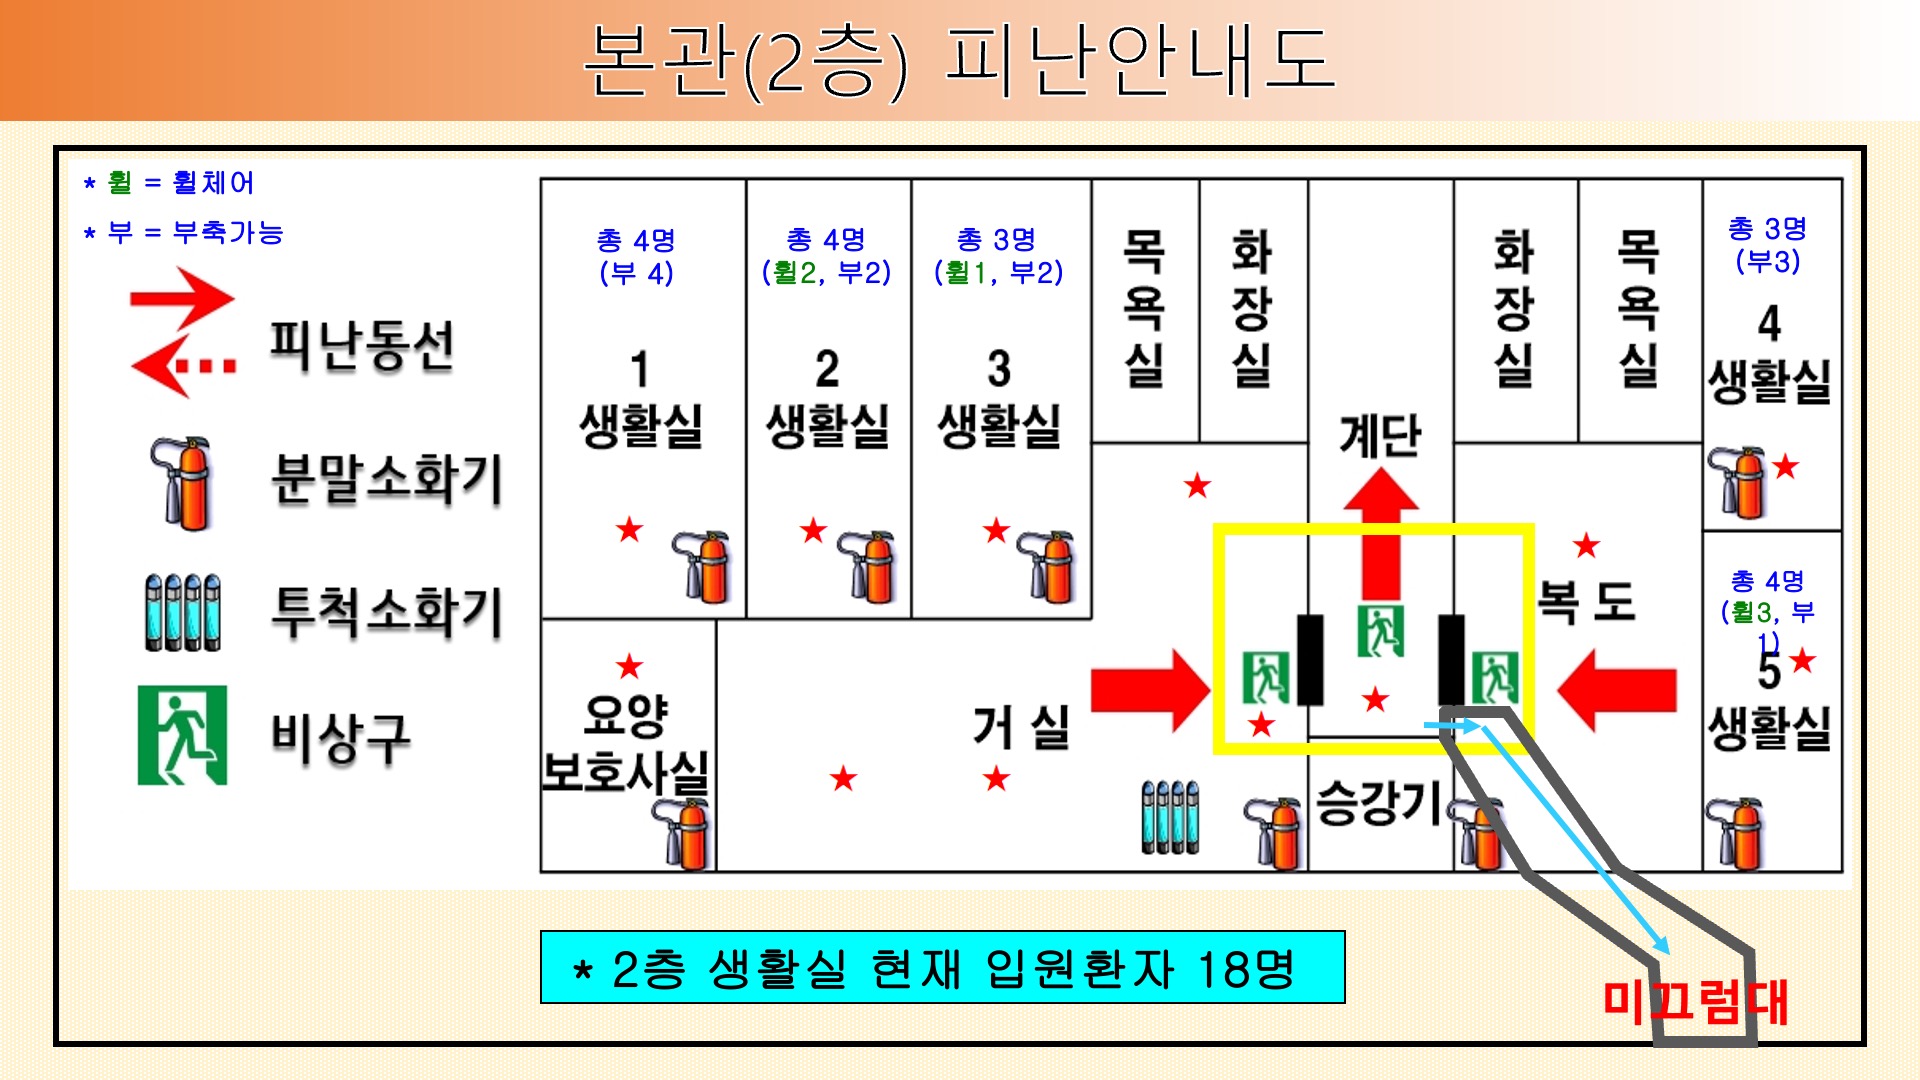 본관(2층) 피난안내도
* 휠 = 휠체어
* 부 = 부축가능
피난동선
분말소화기
투척소화기
비상구
총 4명
(부 4)
1
생활실
총 4명
(휠2, 부2)
2
생활실
총 3명
(휠1, 부2)
3
생활실
목
욕
실
화
장
실
계단
화
장
실
목
욕
실
총 3명
(부3)
4
생활실
복 도
총 4명
(휠3, 부
1)
5
생활실
요양
보호사실
거 실
승강기
* 2층 생활실 현재 입원환자 18명
미끄럼대